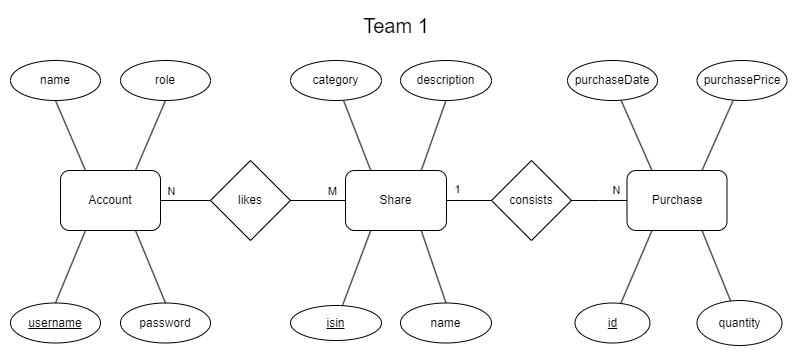 Team 1
name
role
category
description
purchaseDate
purchasePrice
Account
N
likes
M
Share
1
consists
N
Purchase
username
password
isin
name
id
quantity